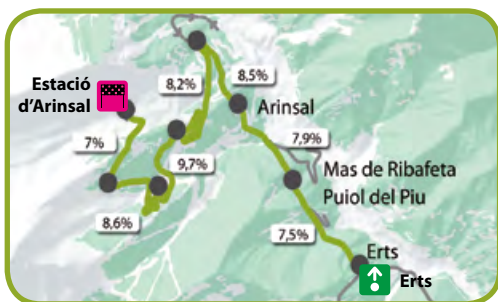 Estació
d'Arinsal
8,2%
8,5%
Arinsal
7%
7,9%
9,7%
Mas de Ribafeta
Puiol del Piu
8,6%
7,5%
Erts
Erts